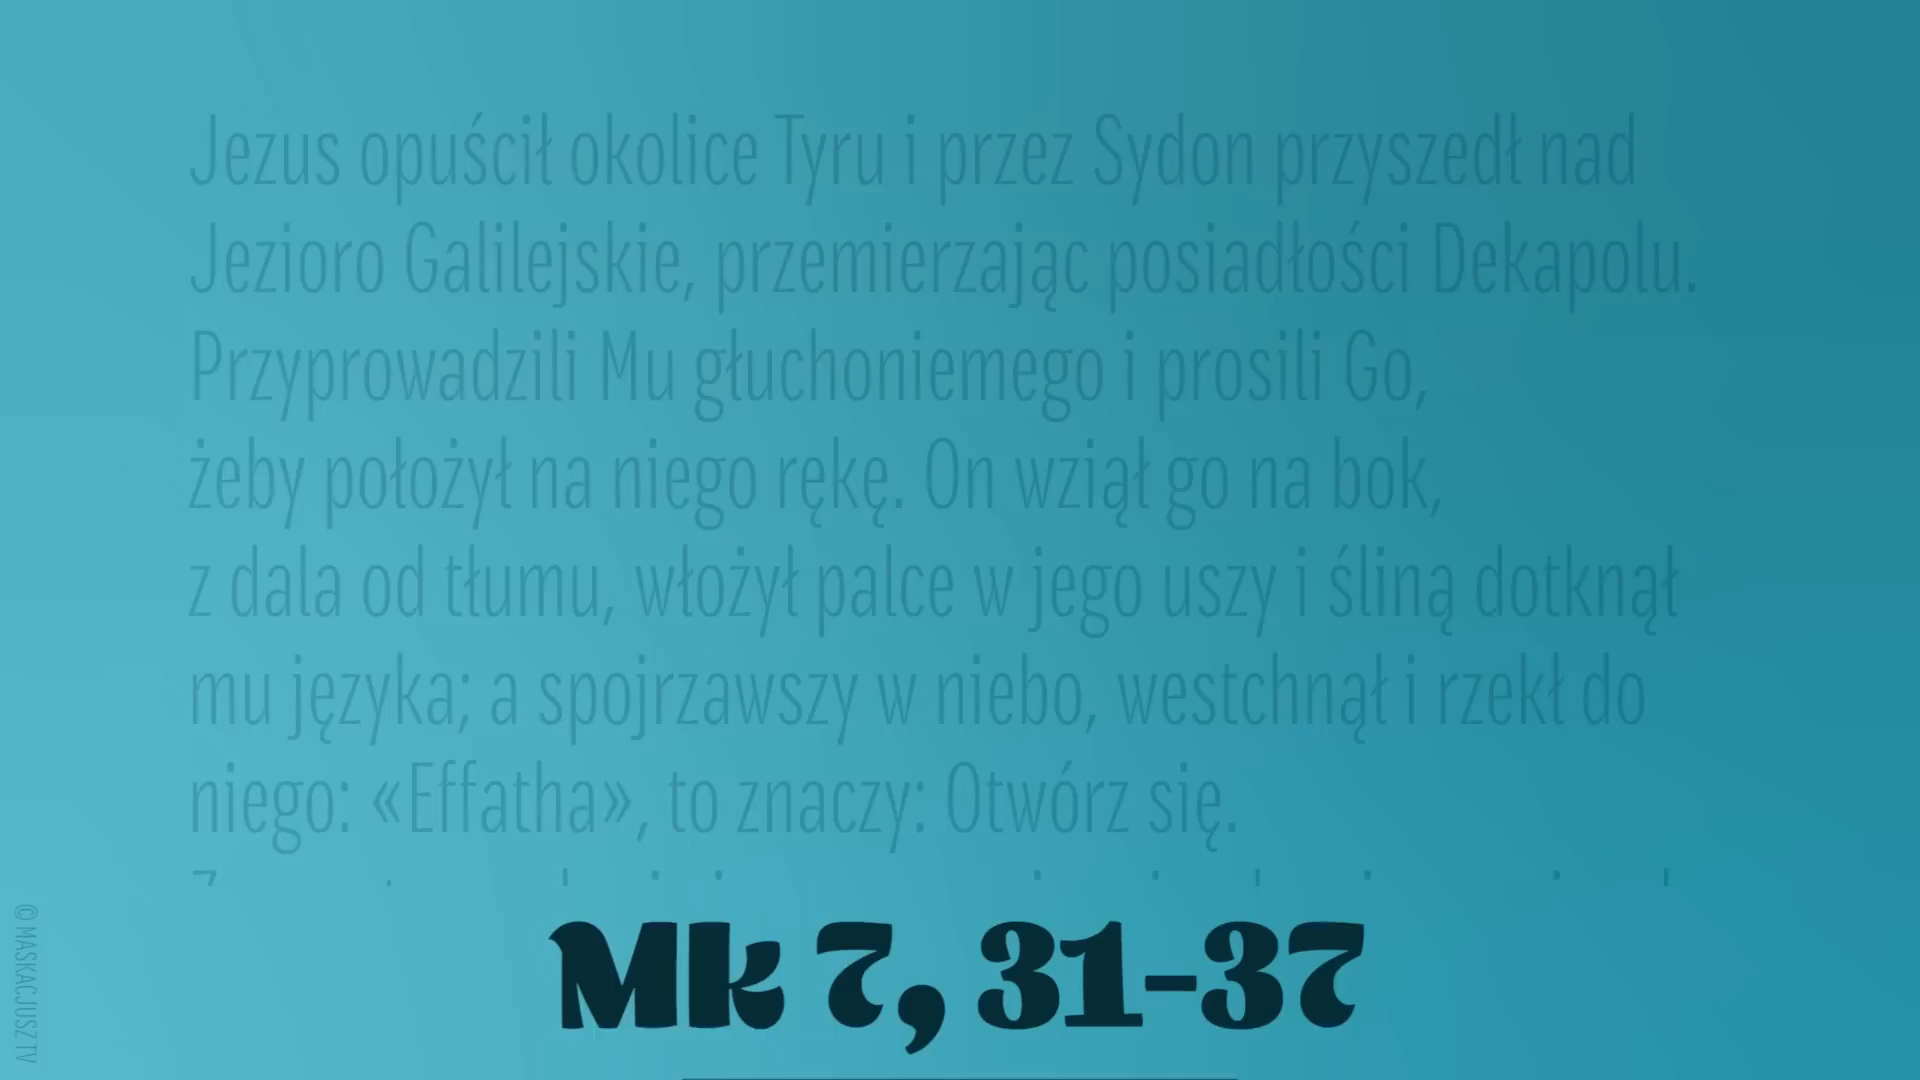 Jezus opuścił okolice Tyru i przez Sydon przyszedł nad
Jezioro Galilejskie, przemierzając posiadłości Dekapolu.
Przyprowadzili Mu głuchoniemego i prosili Go,
żeby położył na niego rękę. On wziął go na bok,
z dala od tłumu, włożył palce w jego uszy i śliną dotknął
mu języka; a spojrzawszy w niebo, westchnął i rzekł do
niego: «Effatha», to znaczy: Otwórz się.
Mk 7, 31-37
© MASKACJUSZ TV